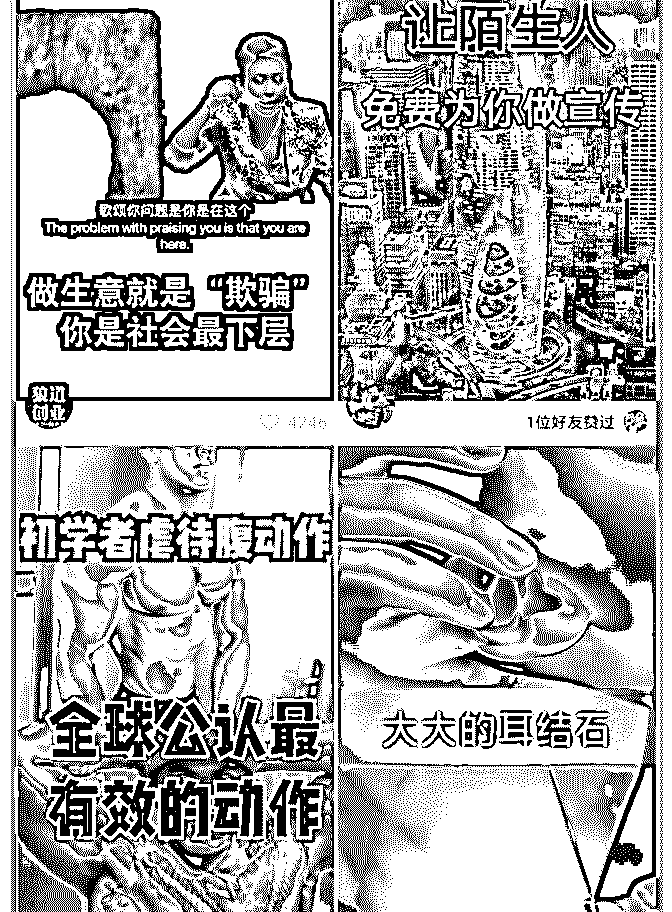 让陌生人
免费为你做宣传
歌颂你问题是你是在这个
The problem with praising you is that you are
here.
做生意就是“欺骗”
你是社会最下层
狼道
创业
4246
1位好友赞过
初学者虐待腹动作
全球公认最
有效的动作
大大的耳结石